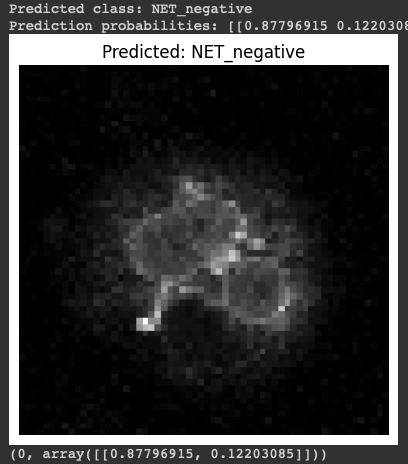 Predicted class: NET_negative
Prediction probabilities: [[0.87796915 0.1220308
Predicted: NET_negative
(0, array([[0.87796915, 0.12203085]]))